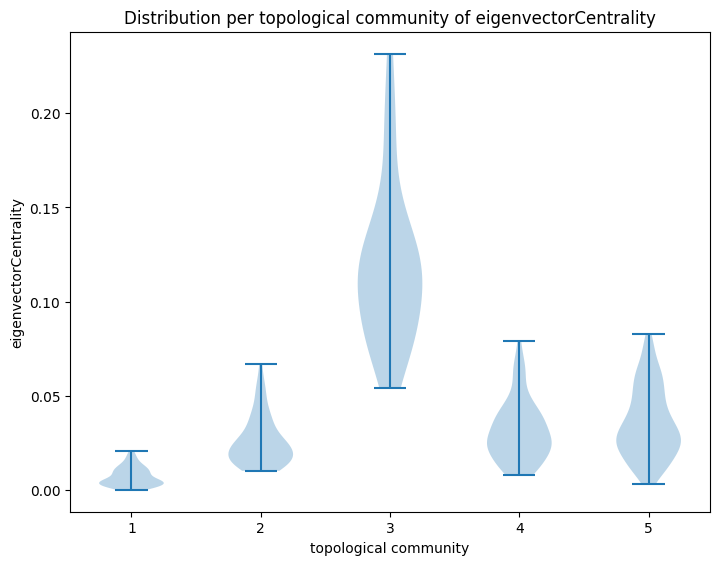 Distribution per topological community of eigenvectorCentrality
eigenvectorCentrality
0.20
0.15
0.10
0.05
0.00
1 2 3 4 5
topological community